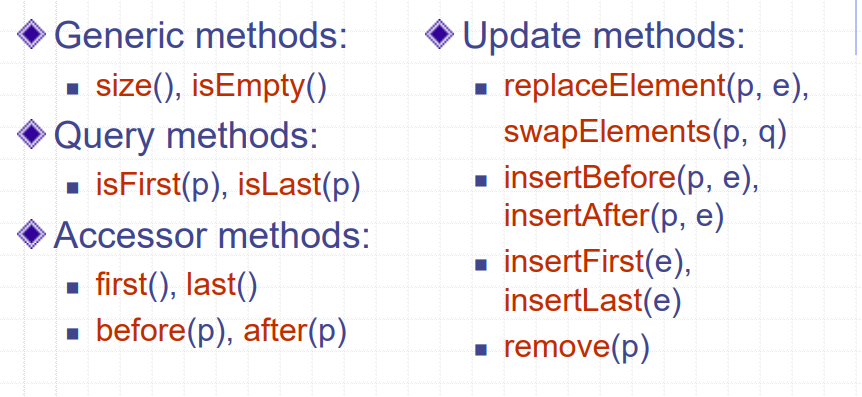 Generic methods:
size(), isEmpty()
Query methods:
isFirst(p), isLast(p)
Accessor methods:
first(), last()
before(p), after(p)
Update methods:
replaceElement(p, e),
swapElements(p, q)
insertBefore(p, e),
insertAfter(p, e)
insertFirst(e),
insertLast(e)
remove(p)